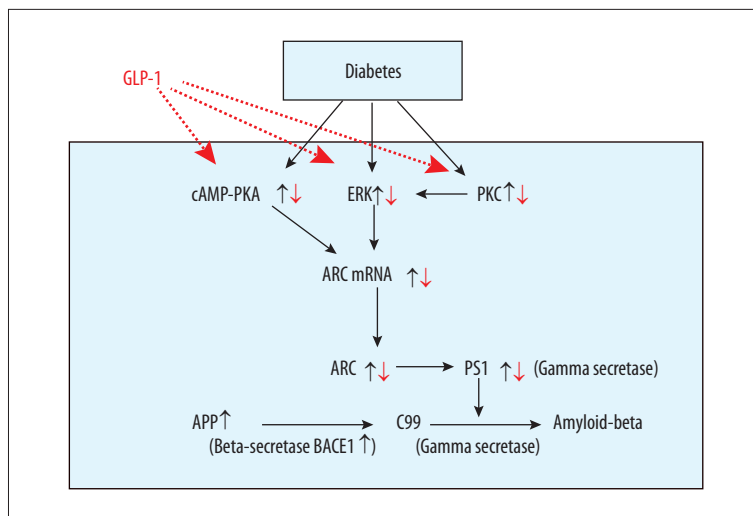 Diabetes
GLP-1
cAMP-PKA ↑↓ ERK↑↓ PKC↑↓
ARC mRNA ↑↓
ARC ↑↓ PS1 ↑↓ (Gamma secretase)
APP↑ C99 Amyloid-beta
(Beta-secretase BACE1 ↑) (Gamma secretase)